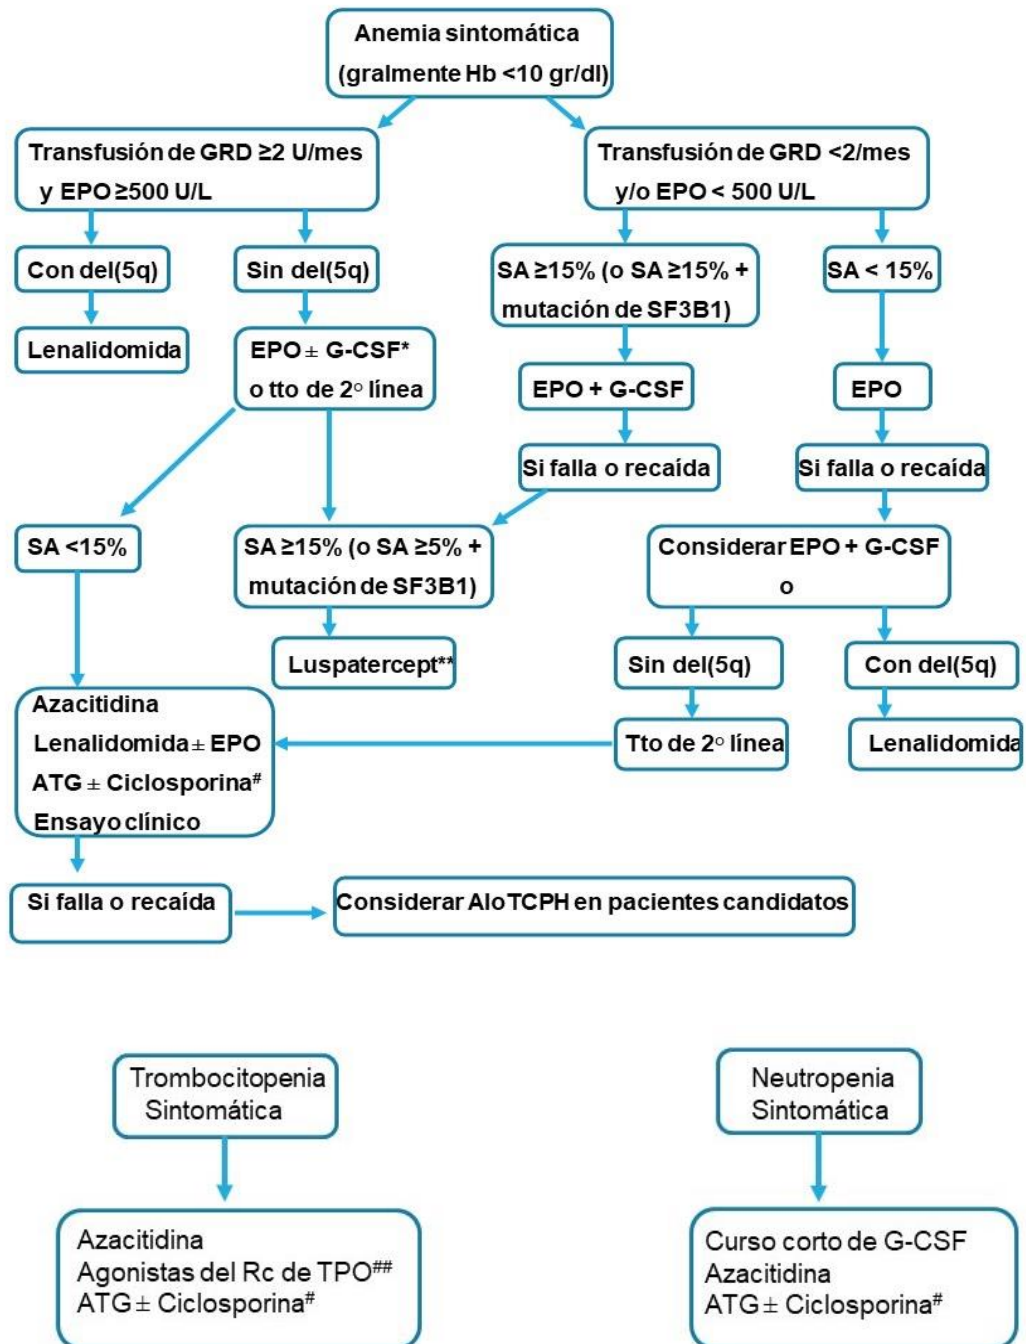 Anemia sintomática
(gralmente Hb <10 gr/dl)
Transfusión de GRD ≥2 U/mes
y EPO ≥500 U/L
Transfusión de GRD <2/mes
y/o EPO < 500 U/L
Con del(5q)
Sin del(5q)
SA ≥15% (o SA ≥15% +
mutación de SF3B1)
SA < 15%
Lenalidomida
EPO ± G-CSF*
o tto de 2º línea
EPO + G-CSF
EPO
Si falla o recaída
Si falla o recaída
SA <15%
SA ≥15% (o SA ≥5% +
mutación de SF3B1)
Considerar EPO + G-CSF
o
Luspatercept**
Sin del(5q)
Con del(5q)
Azacitidina
Lenalidomida ± EPO
ATG ± Ciclosporina#
Ensayo clínico
Tto de 2º línea
Lenalidomida
Si falla o recaída
Considerar AloTCPH en pacientes candidatos
Trombocitopenia
Sintomática
Neutropenia
Sintomática
Azacitidina
Agonistas del Rc de TPO##
ATG ± Ciclosporina#
Curso corto de G-CSF
Azacitidina
ATG ± Ciclosporina#